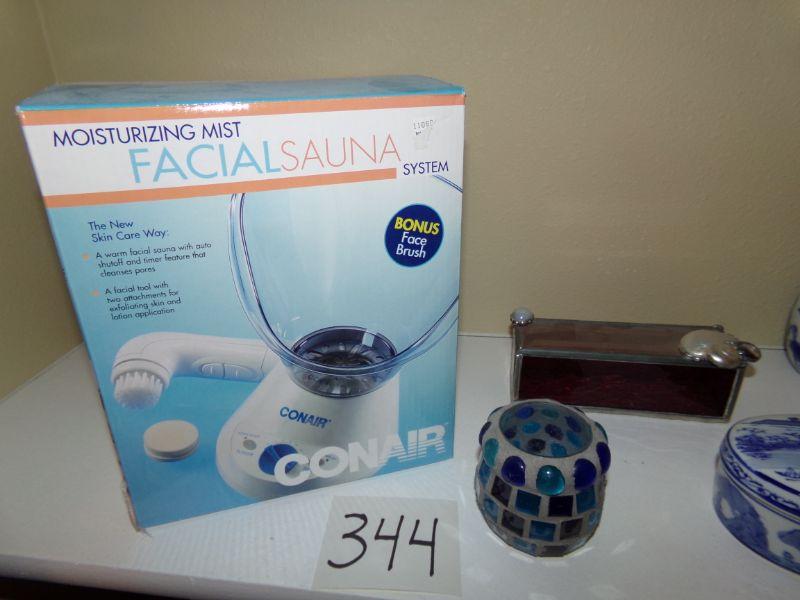 MOISTURIZING MIST
FACIALSAUNA
SYSTEM
The New
Skin Care Way:
A warm facial sauna with auto
shutoff and timer feature that
cleanses pores
A facial tool with
two attachments for
exfoliating skin and
lotion application
BONUS
Face
Brush
CONAIR
CONAIR
344